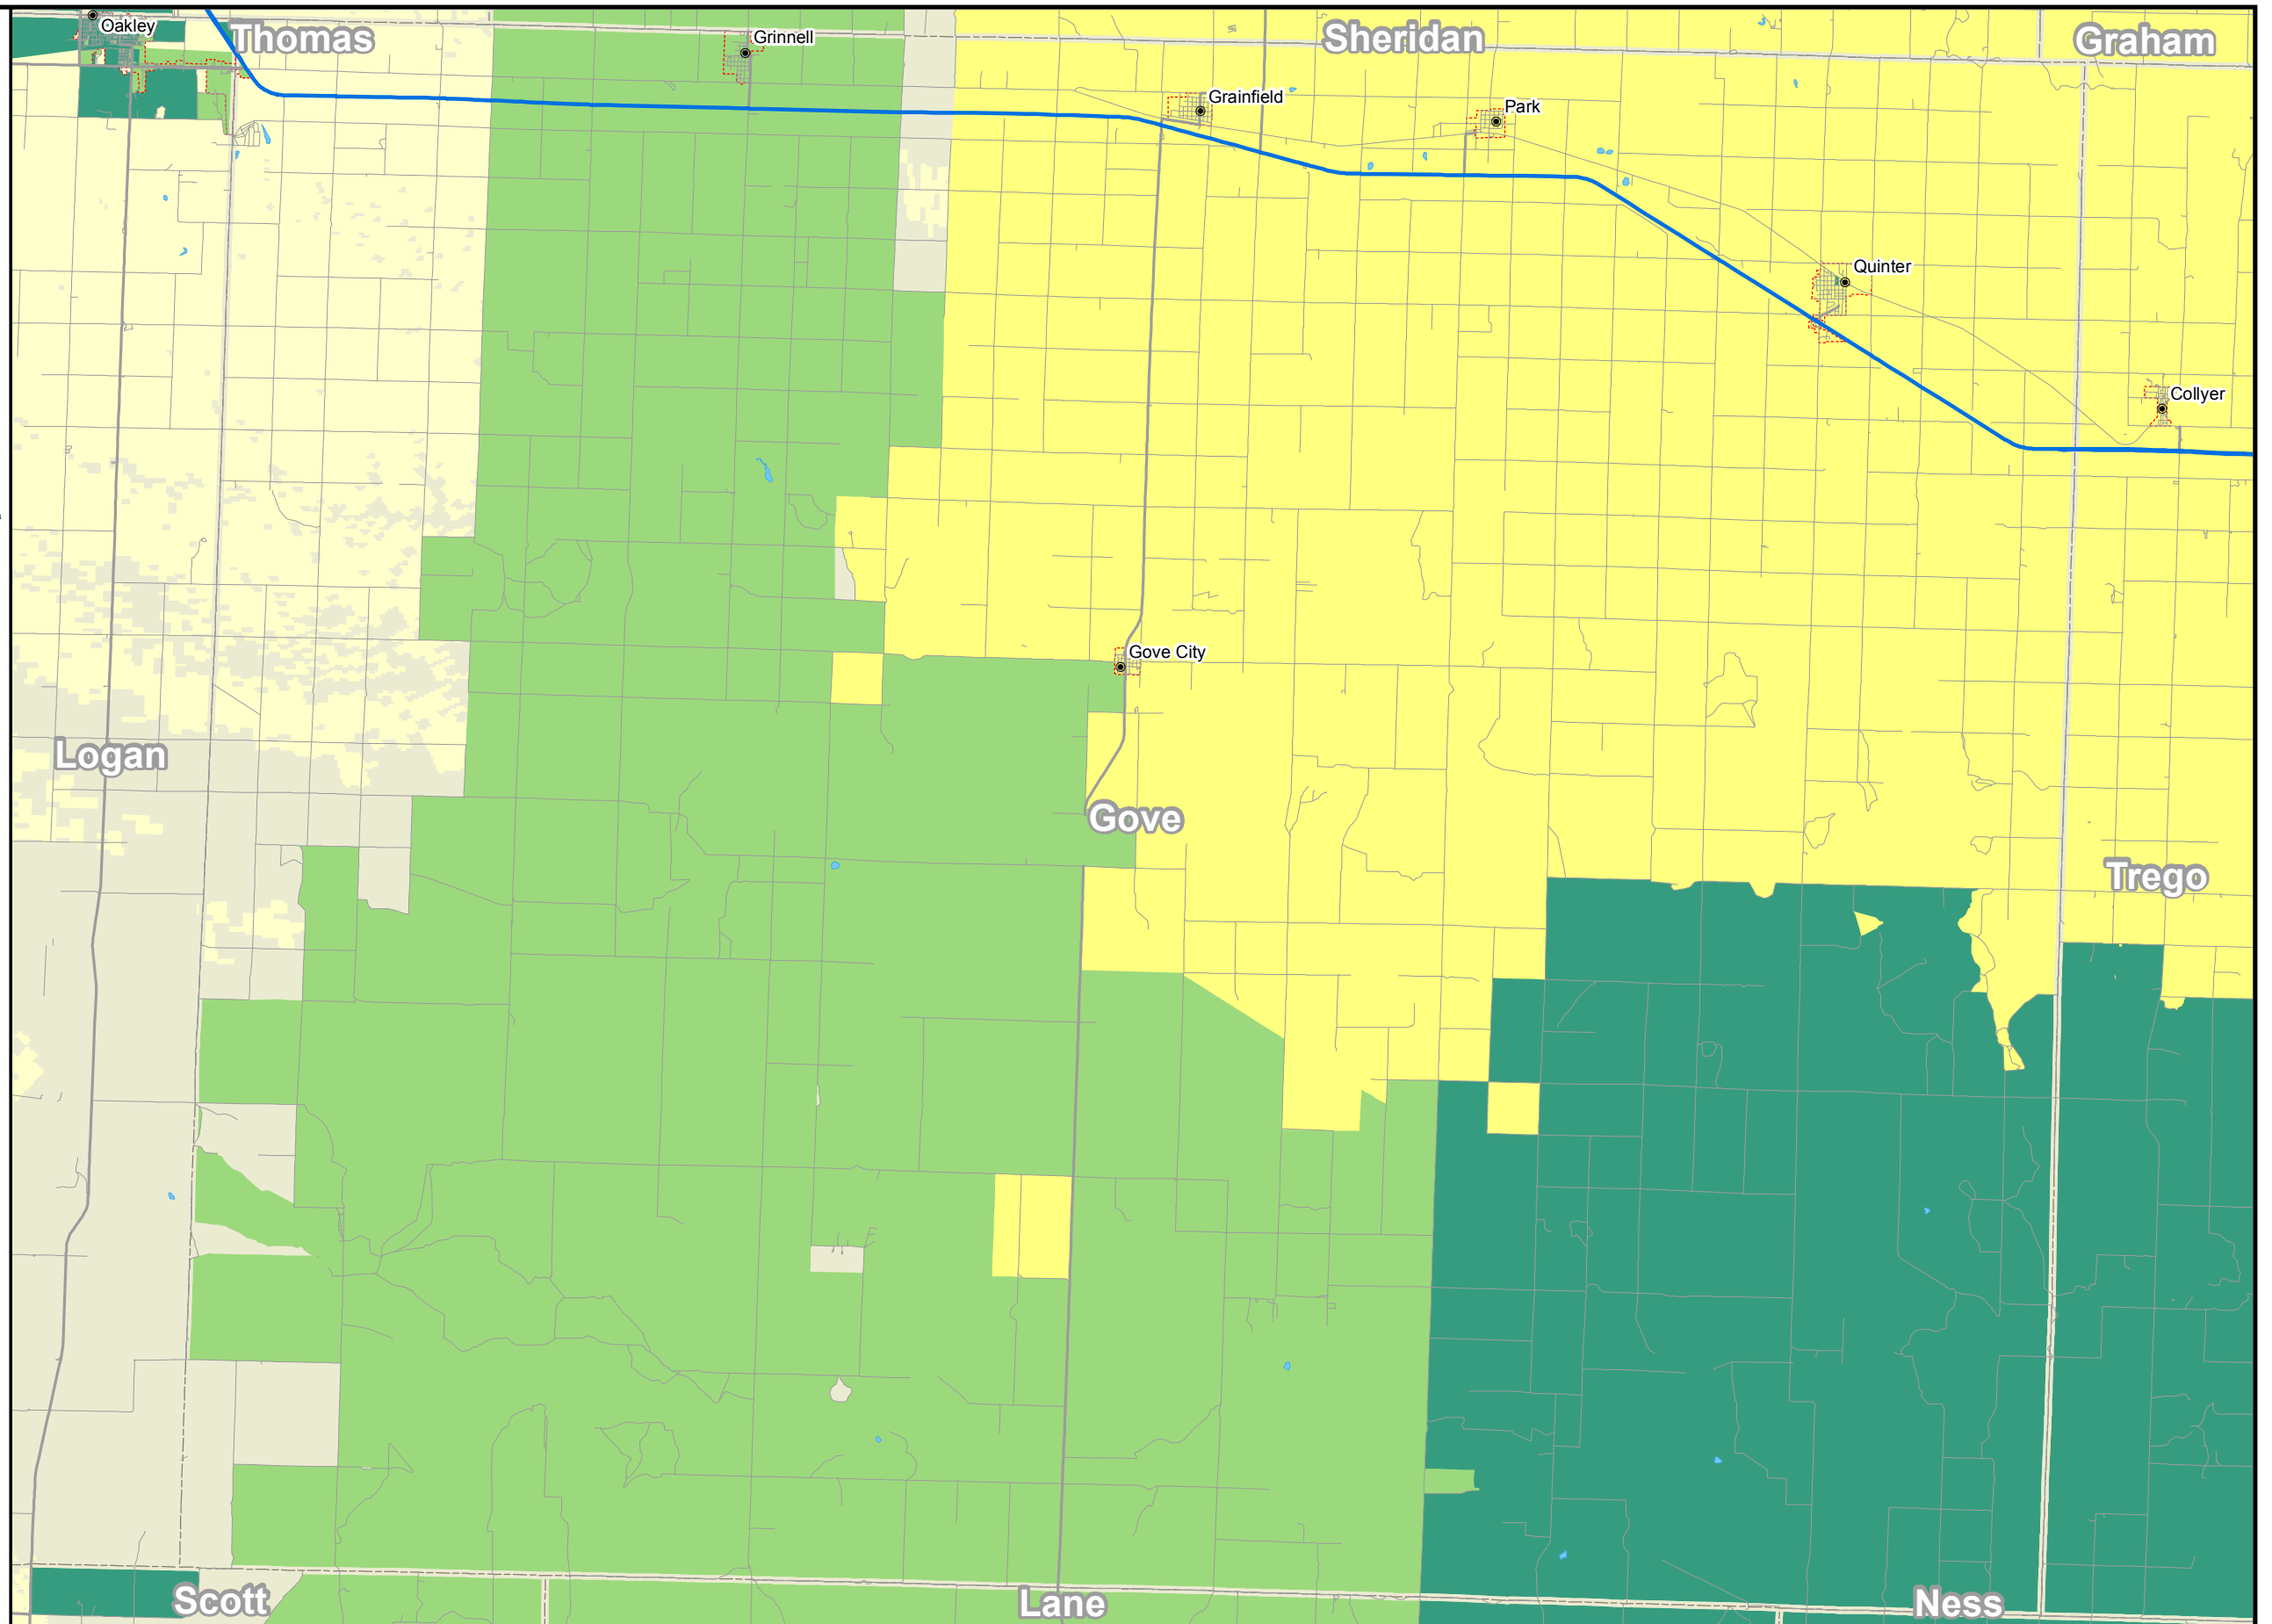 Oakley
Thomas
Grinnell
Sheridan
Graham
Grainfield
Park
Quinter
Collyer
Gove City
Logan
Gove
Trego
Scott
Lane
Ness